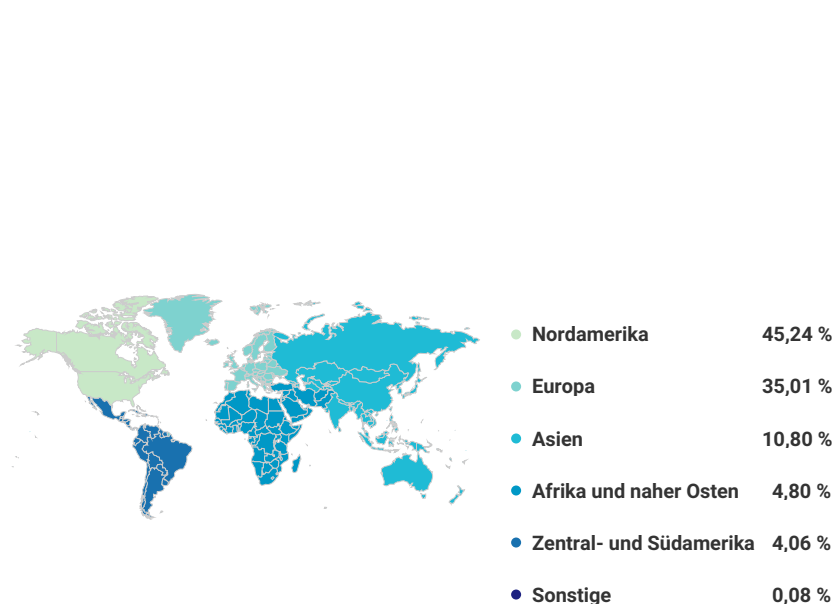 Nordamerika 45,24 %
Europa 35,01 %
Asien 10,80 %
Afrika und naher Osten 4,80 %
Zentral- und Südamerika 4,06 %
Sonstige 0,08 %